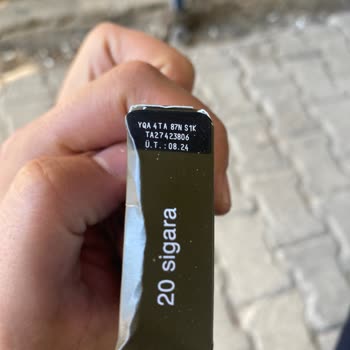 YQA 4TA 87N S1K
TA27423806
Ü.T.:08.24
20 sigara